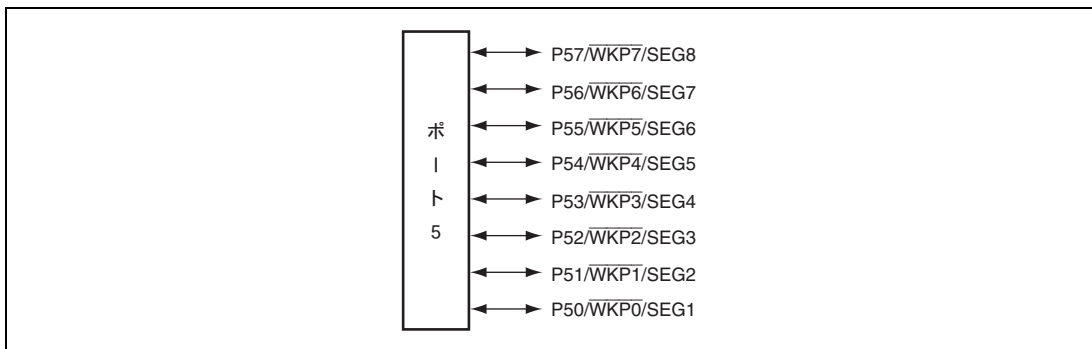 ポート5
P57/WKP7/SEG8
P56/WKP6/SEG7
P55/WKP5/SEG6
P54/WKP4/SEG5
P53/WKP3/SEG4
P52/WKP2/SEG3
P51/WKP1/SEG2
P50/WKP0/SEG1